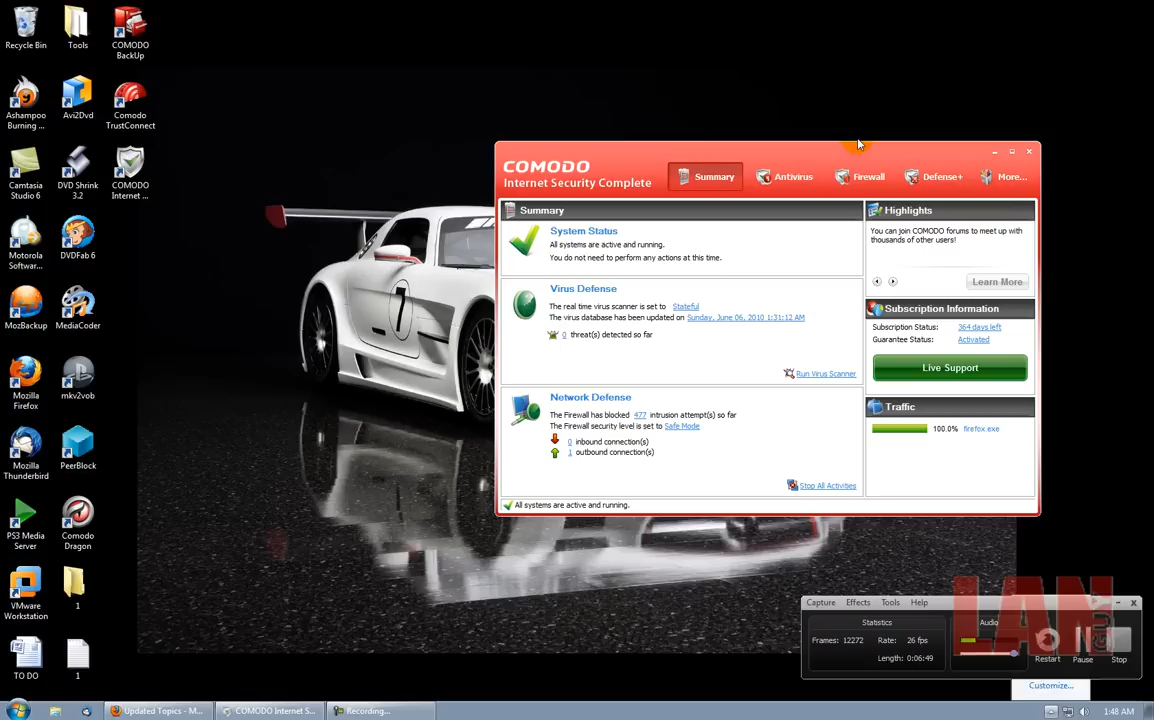 Recycle Bin
Tools
COMODO
BackUp
Ashampoo
Burning ...
Avi2Dvd
Comodo
TrustConnect
Camtasia
Studio 6
DVD Shrink
3.2
COMODO
Internet ...
Motorola
Softwar...
DVDFab 6
MozBackup
MediaCoder
Mozilla
Firefox
mkv2vob
Mozilla
Thunderbird
PeerBlock
PS3 Media
Server
Comodo
Dragon
VMware
Workstation
1
TO DO
1
7
COMODO
Internet Security Complete
Summary
Antivirus
Firewall
Defense+
More...
Summary
System Status
All systems are active and running.
You do not need to perform any actions at this time.
Virus Defense
The real time virus scanner is set to Stateful
The virus database has been updated on Sunday, June 06, 2010 1:31:12 AM
0 threat(s) detected so far
Run Virus Scanner
Network Defense
The Firewall has blocked 477 intrusion attempt(s) so far
The Firewall security level is set to Safe Mode
0 inbound connection(s)
1 outbound connection(s)
Stop All Activities
All systems are active and running.
Highlights
You can join COMODO forums to meet up with
thousands of other users!
Learn More
Subscription Information
Subscription Status: 364 days left
Guarantee Status: Activated
Live Support
Traffic
100.0% firefox.exe
Capture Effects Tools Help
Statistics
Audio
Frames: 12272 Rate: 26 fps
Length: 0:06:49
Restart
Pause
Stop
LAN
GUY
Customize...
Updated Topics - M...
COMODO Internet S...
Recording...
1:48 AM